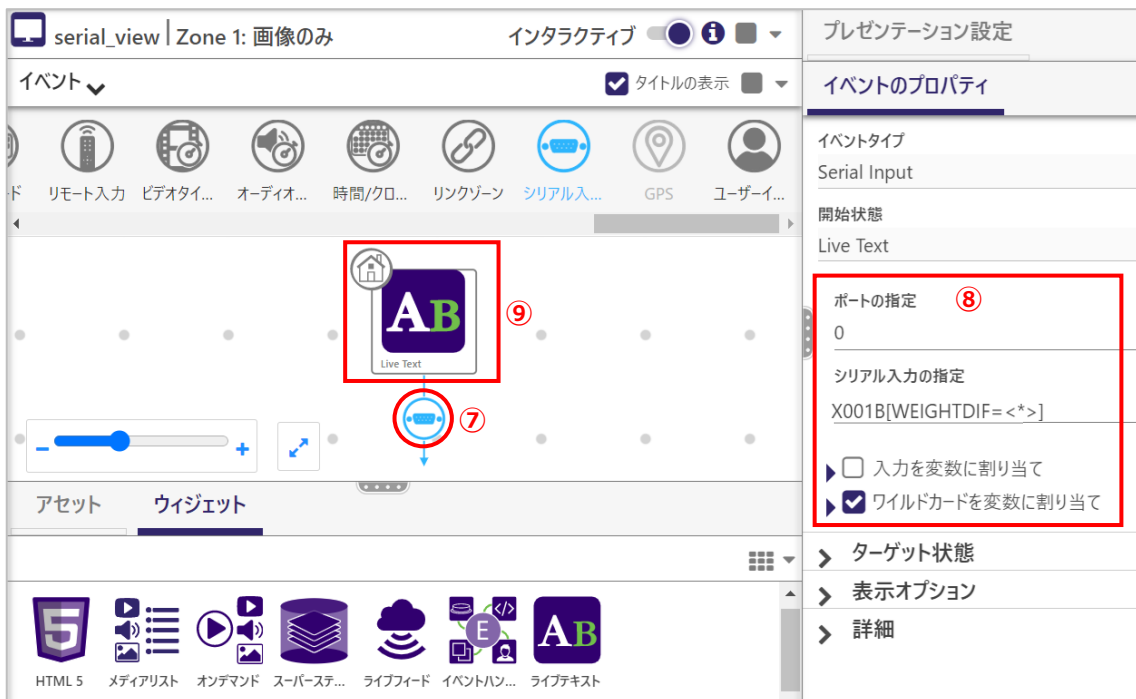 serial_view Zone 1: 画像のみ
インタラクティブ
イベント
タイトルの表示
ド
リモート入力
ビデオタイ...
オーディオ...
時間/クロ...
リンクゾーン
シリアル入...
GPS
ユーザーイ...
AB
Live Text
⑨
⑦
アセット
ウィジェット
5
E
AB
HTML 5
メディアリスト
オンデマンド
スーパーステ...
ライブフィード
イベントハン...
ライブテキスト
プレゼンテーション設定
イベントのプロパティ
イベントタイプ
Serial Input
開始状態
Live Text
ポートの指定 ⑧
0
シリアル入力の指定
X001B[WEIGHTDIF=<*>]
入力を変数に割り当て
ワイルドカードを変数に割り当て
ターゲット状態
表示オプション
詳細